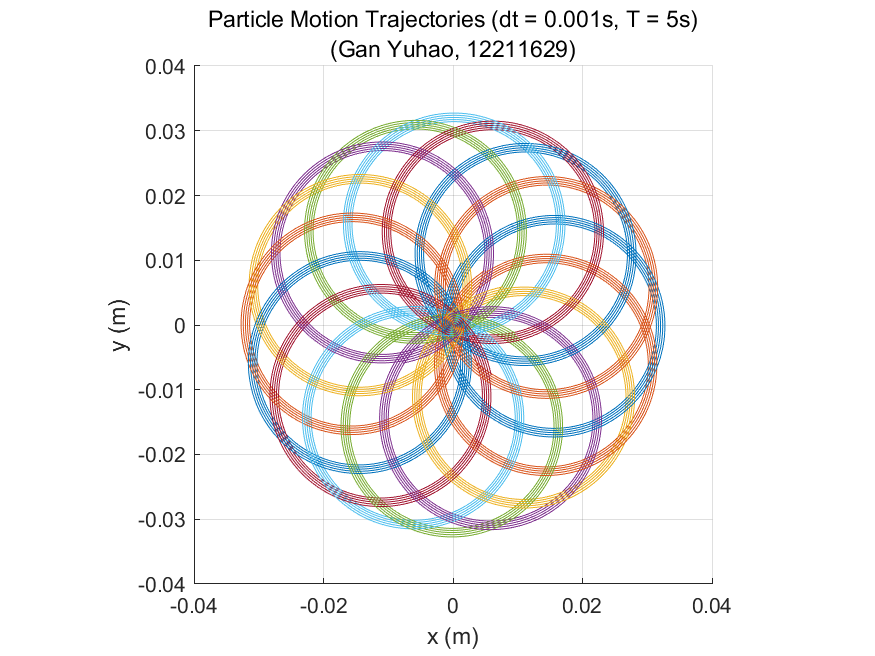 Particle Motion Trajectories (dt = 0.001s, T = 5s)
(Gan Yuhao, 12211629)
0.04
0.03
0.02
0.01
0
-0.01
-0.02
-0.03
-0.04
y (m)
-0.04 -0.02 0 0.02 0.04
x (m)